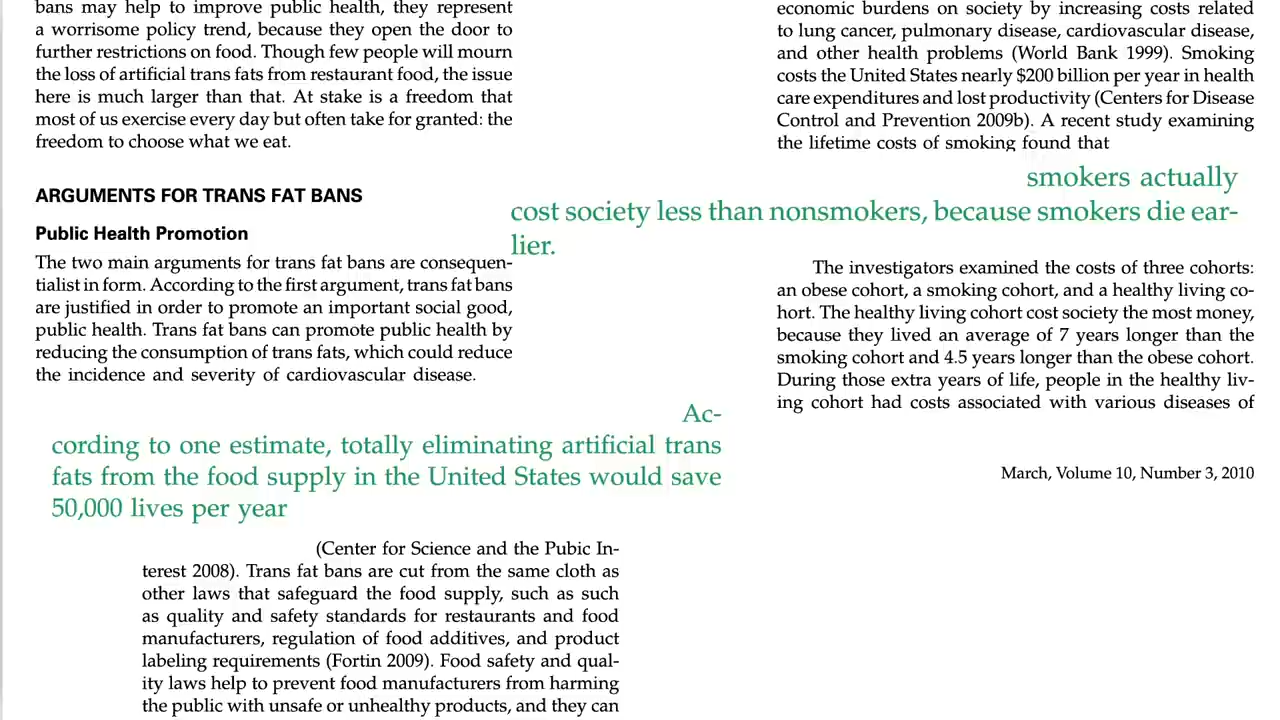 bans may help to improve public health, they represent
a worrisome policy trend, because they open the door to
further restrictions on food. Though few people will mourn
the loss of artificial trans fats from restaurant food, the issue
here is much larger than that. At stake is a freedom that
most of us exercise every day but often take for granted: the
freedom to choose what we eat.
ARGUMENTS FOR TRANS FAT BANS
Public Health Promotion
The two main arguments for trans fat bans are consequen-
tialist in form. According to the first argument, trans fat bans
are justified in order to promote an important social good,
public health. Trans fat bans can promote public health by
reducing the consumption of trans fats, which could reduce
the incidence and severity of cardiovascular disease.
Ac-
cording to one estimate, totally eliminating artificial trans
fats from the food supply in the United States would save
50,000 lives per year
(Center for Science and the Pubic In-
terest 2008). Trans fat bans are cut from the same cloth as
other laws that safeguard the food supply, such as such
as quality and safety standards for restaurants and food
manufacturers, regulation of food additives, and product
labeling requirements (Fortin 2009). Food safety and qual-
ity laws help to prevent food manufacturers from harming
the public with unsafe or unhealthy products, and they can
economic burdens on society by increasing costs related
to lung cancer, pulmonary disease, cardiovascular disease,
and other health problems (World Bank 1999). Smoking
costs the United States nearly $200 billion per year in health
care expenditures and lost productivity (Centers for Disease
Control and Prevention 2009b). A recent study examining
the lifetime costs of smoking found that
smokers actually
cost society less than nonsmokers, because smokers die ear-
lier.
The investigators examined the costs of three cohorts:
an obese cohort, a smoking cohort, and a healthy living co-
hort. The healthy living cohort cost society the most money,
because they lived an average of 7 years longer than the
smoking cohort and 4.5 years longer than the obese cohort.
During those extra years of life, people in the healthy liv-
ing cohort had costs associated with various diseases of
March, Volume 10, Number 3, 2010